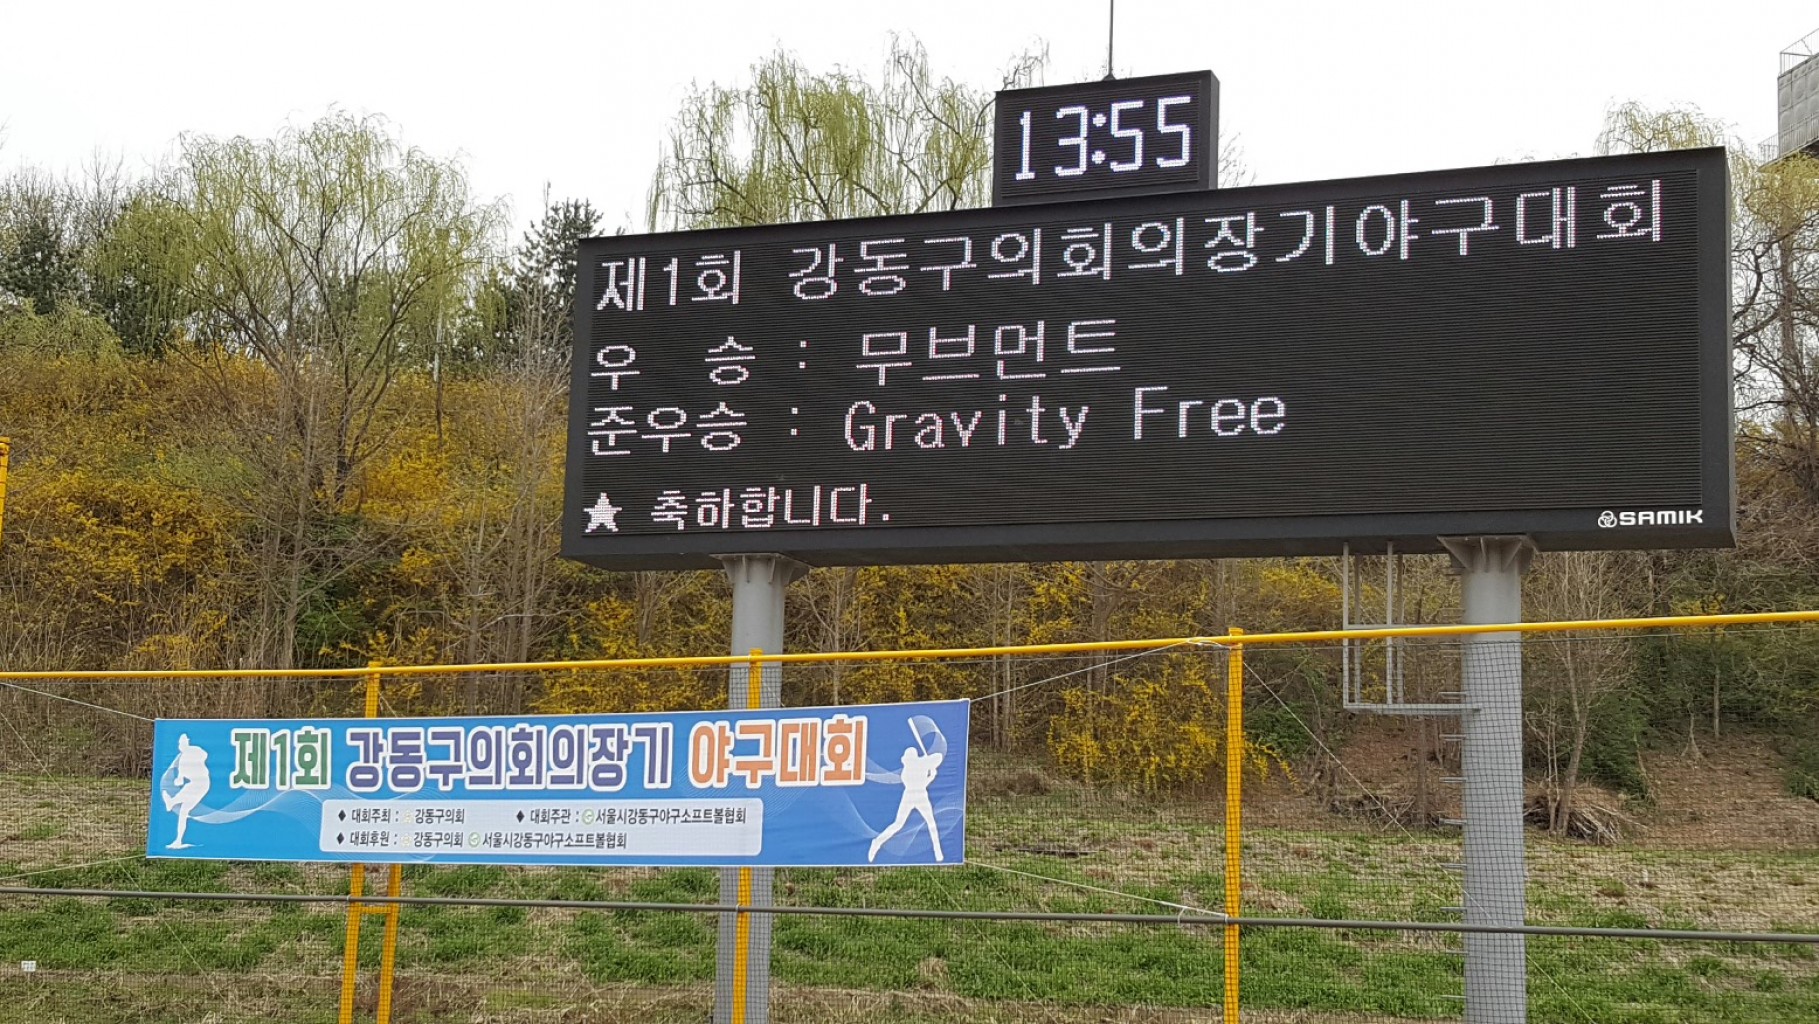 13:55
제1회 강동구의회의장기야구대회
우 승 : 무브먼트
준우승 : Gravity Free
★ 축하합니다.
SAMIK
제1회 강동구의회의장기 야구대회
◆ 대회주최 : 강동구의회 ◆ 대회주관 : 서울시강동구야구소프트볼협회
◆ 대회후원 : 강동구의회 서울시강동구야구소프트볼협회